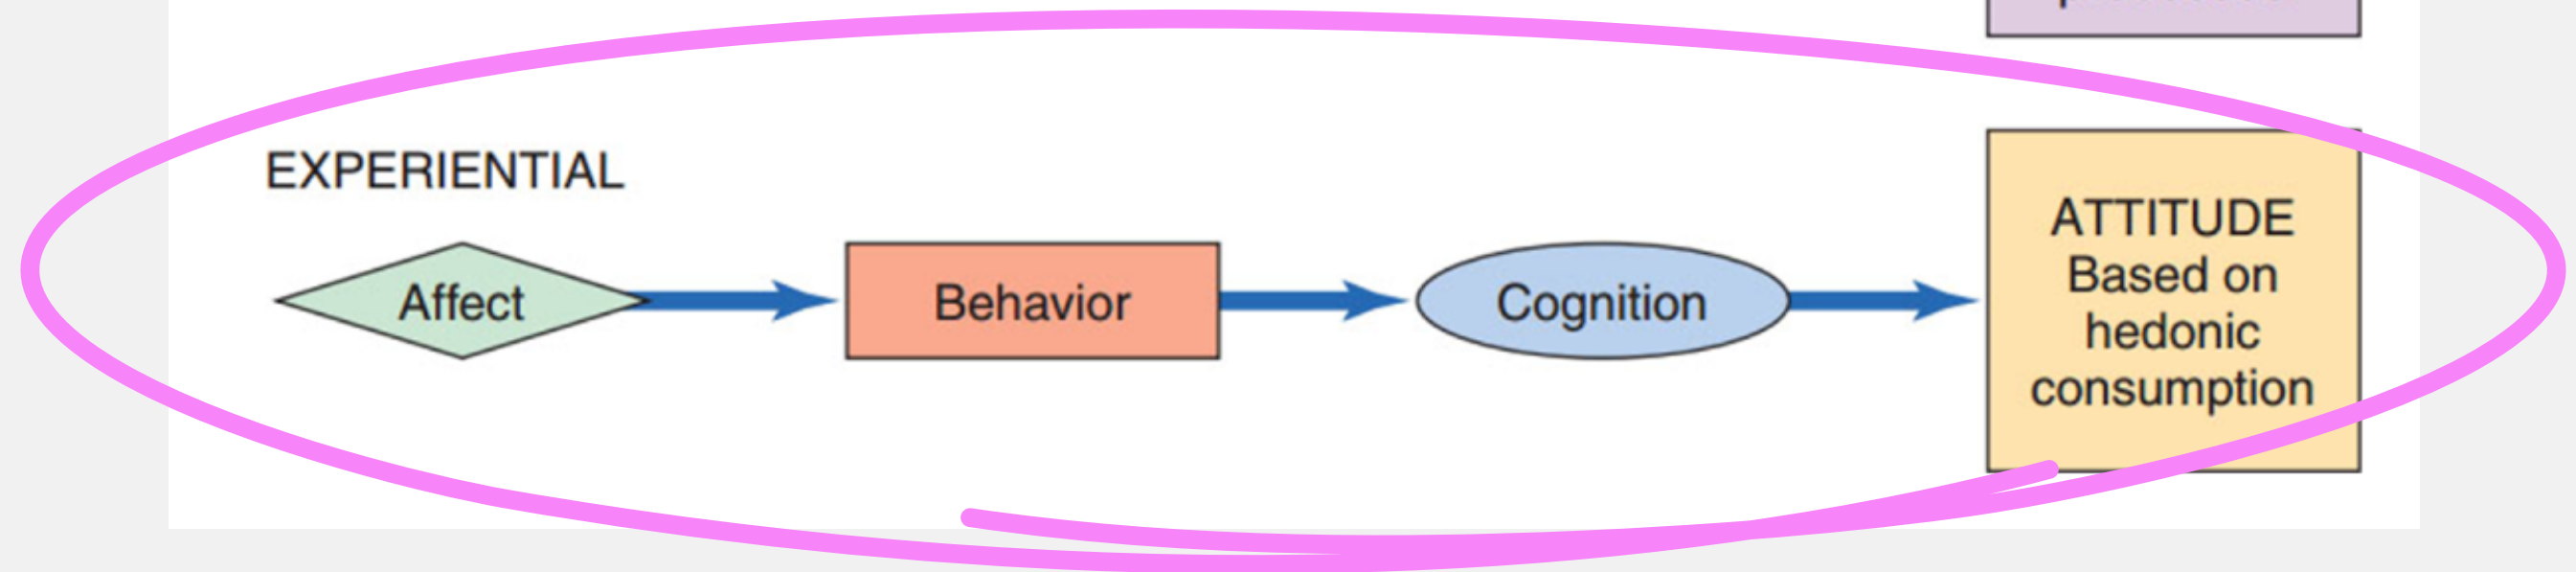 EXPERIENTIAL
Affect
Behavior
Cognition
ATTITUDE
Based on
hedonic
consumption